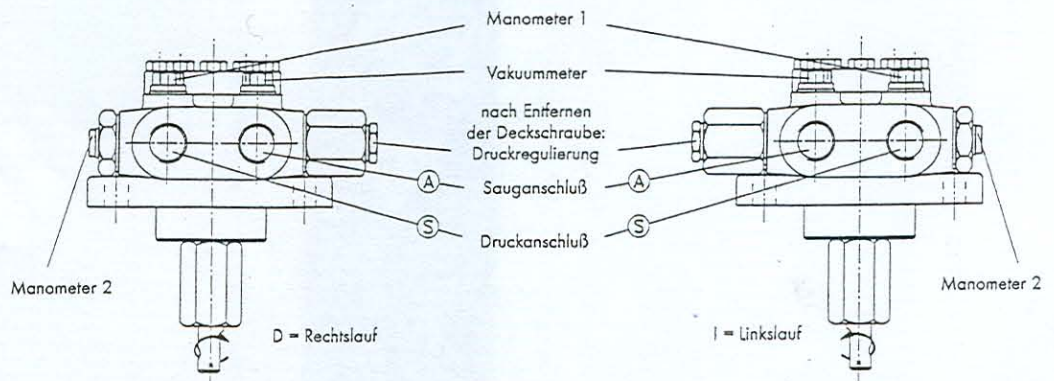 Manometer 1
Vakuummeter
nach Entfernen
der Deckschraube:
Druckregulierung
A Sauganschluß A
S Druckanschluß S
Manometer 2
Manometer 2
D = Rechtslauf
I = Linkslauf